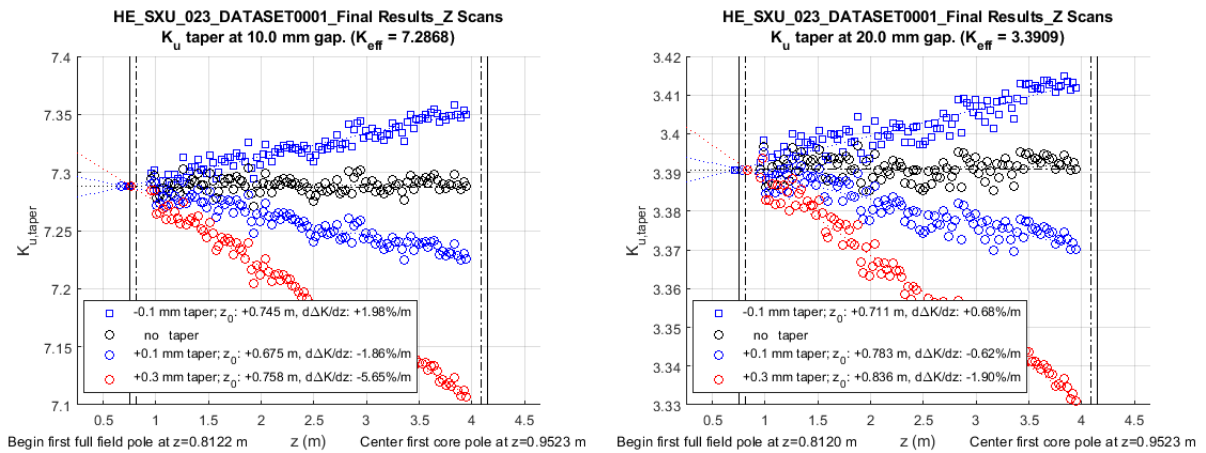 HE_SXU_023_DATASET0001_Final Results_Z Scans
K_u taper at 10.0 mm gap. (K_eff = 7.2868)
7.4
7.35
7.3
7.25
7.2
7.15
7.1
K_u,taper
-0.1 mm taper; z_0: +0.745 m, d∆K/dz: +1.98%/m
no taper
+0.1 mm taper; z_0: +0.675 m, d∆K/dz: -1.86%/m
+0.3 mm taper; z_0: +0.758 m, d∆K/dz: -5.65%/m
0.5 1 1.5 2 2.5 3 3.5 4 4.5
Begin first full field pole at z=0.8122 m z (m) Center first core pole at z=0.9523 m
HE_SXU_023_DATASET0001_Final Results_Z Scans
K_u taper at 20.0 mm gap. (K_eff = 3.3909)
3.42
3.41
3.4
3.39
3.38
3.37
3.36
3.35
3.34
3.33
K_u,taper
-0.1 mm taper; z_0: +0.711 m, d∆K/dz: +0.68%/m
no taper
+0.1 mm taper; z_0: +0.783 m, d∆K/dz: -0.62%/m
+0.3 mm taper; z_0: +0.836 m, d∆K/dz: -1.90%/m
0.5 1 1.5 2 2.5 3 3.5 4 4.5
Begin first full field pole at z=0.8120 m z (m) Center first core pole at z=0.9523 m